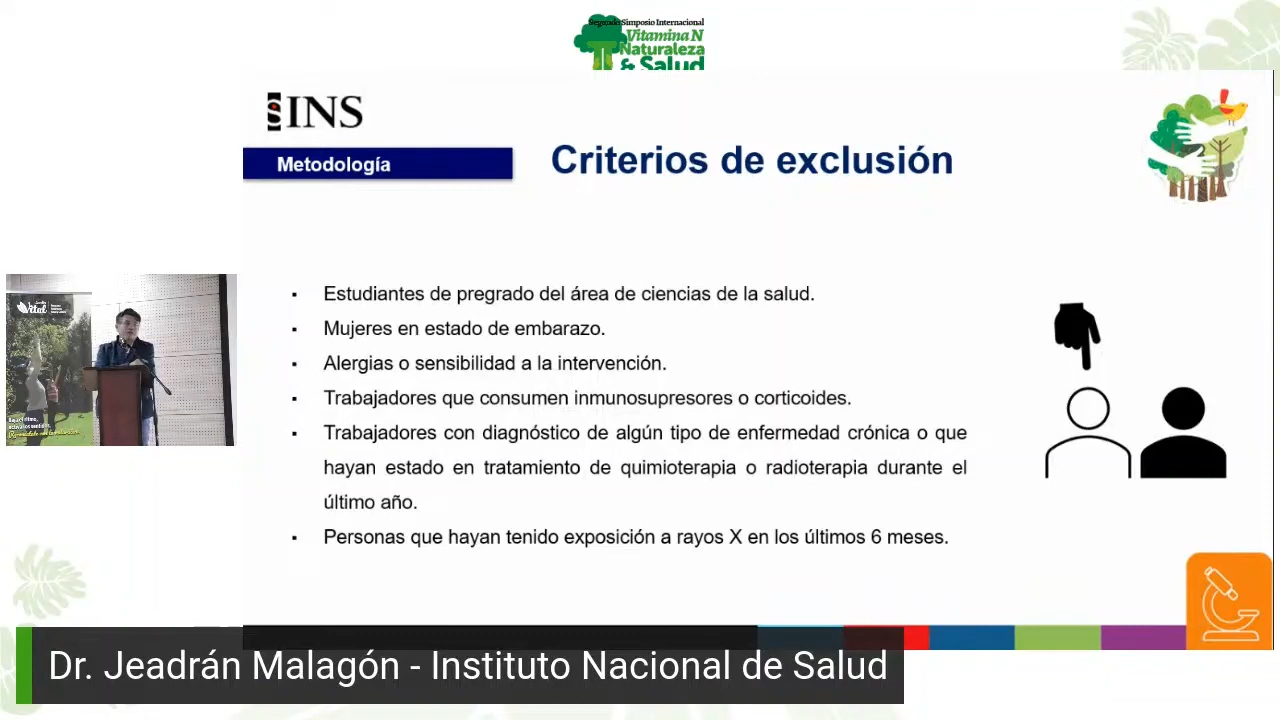 Segundo Simposio Internacional
Vitamina N
Naturaleza
& Salud
INS
Metodología
Criterios de exclusión
Vital
▪ Estudiantes de pregrado del área de ciencias de la salud.
▪ Mujeres en estado de embarazo.
▪ Alergias o sensibilidad a la intervención.
▪ Trabajadores que consumen inmunosupresores o corticoides.
▪ Trabajadores con diagnóstico de algún tipo de enfermedad crónica o que
hayan estado en tratamiento de quimioterapia o radioterapia durante el
último año.
▪ Personas que hayan tenido exposición a rayos X en los últimos 6 meses.
Dr. Jeadrán Malagón - Instituto Nacional de Salud